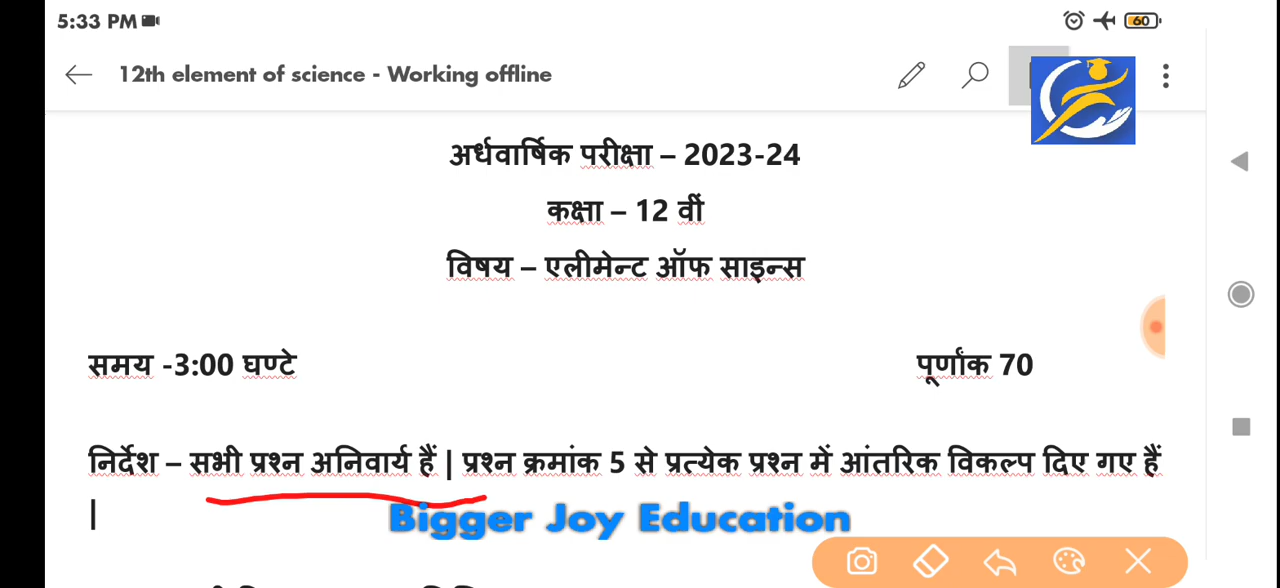 5:33 PM
60
12th element of science - Working offline
अर्धवार्षिक परीक्षा – 2023-24
कक्षा – 12 वीं
विषय – एलीमेन्ट ऑफ साइन्स
समय -3:00 घण्टे
पूर्णांक 70
निर्देश – सभी प्रश्न अनिवार्य हैं | प्रश्न क्रमांक 5 से प्रत्येक प्रश्न में आंतरिक विकल्प दिए गए हैं
|
Bigger Joy Education